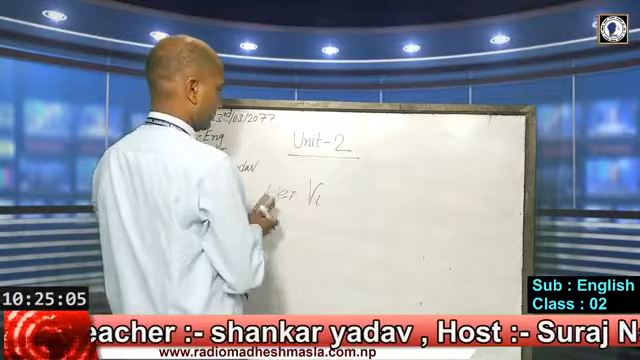 3rd/03/2077
Eng
Unit-2
er Vi
Sub : English
Class : 02
10:25:05
eacher :- shankar yadav , Host :- Suraj N
www.radiomadheshmasla.com.np